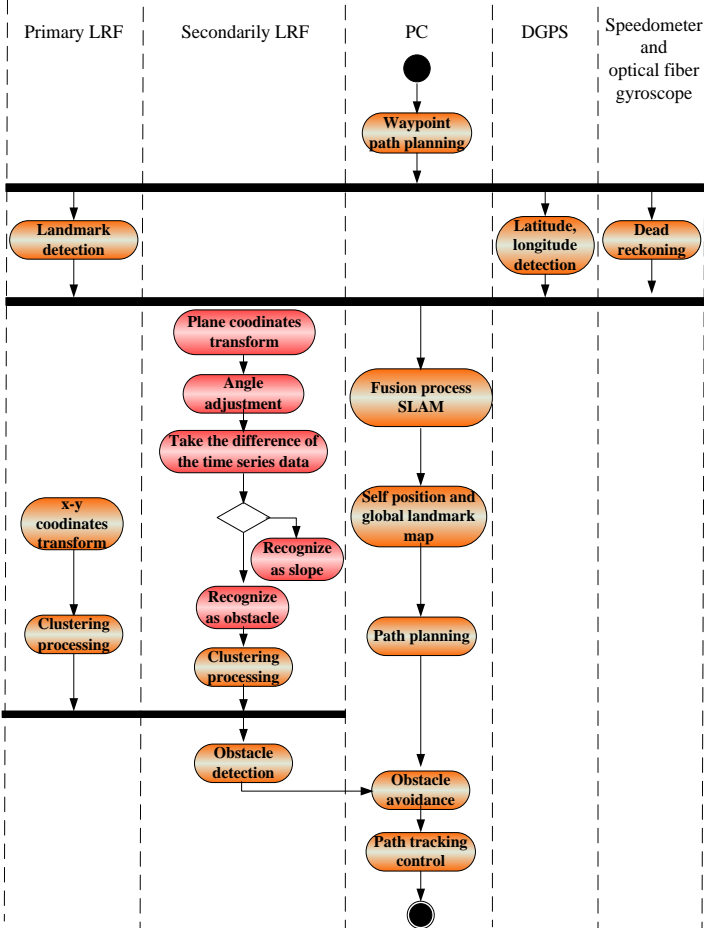 Primary LRF
Secondarily LRF
PC
DGPS
Speedometer
and
optical fiber
gyroscope
Waypoint
path planning
Landmark
detection
Latitude,
longitude
detection
Dead
reckoning
Plane coordinates
transform
Angle
adjustment
Take the difference of
the time series data
Fusion process
SLAM
x-y
coodinates
transform
Recognize
as slope
Self position and
global landmark
map
Recognize
as obstacle
Clustering
processing
Clustering
processing
Path planning
Obstacle
detection
Obstacle
avoidance
Path tracking
control